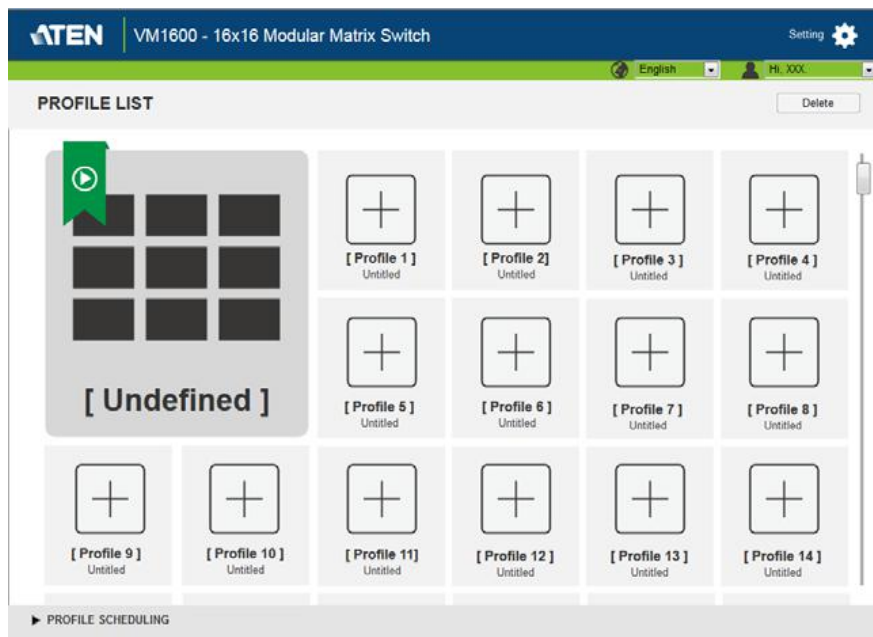 ATEN VM1600 - 16x16 Modular Matrix Switch Setting
English Hi, XXX.
PROFILE LIST Delete
[ Undefined ]
[ Profile 1 ] [ Profile 2] [ Profile 3 ] [ Profile 4 ]
Untitled Untitled Untitled Untitled
[ Profile 5 ] [ Profile 6 ] [ Profile 7 ] [ Profile 8 ]
Untitled Untitled Untitled Untitled
[ Profile 9 ] [ Profile 10 ] [ Profile 11] [ Profile 12 ] [ Profile 13 ] [ Profile 14 ]
Untitled Untitled Untitled Untitled Untitled Untitled
PROFILE SCHEDULING